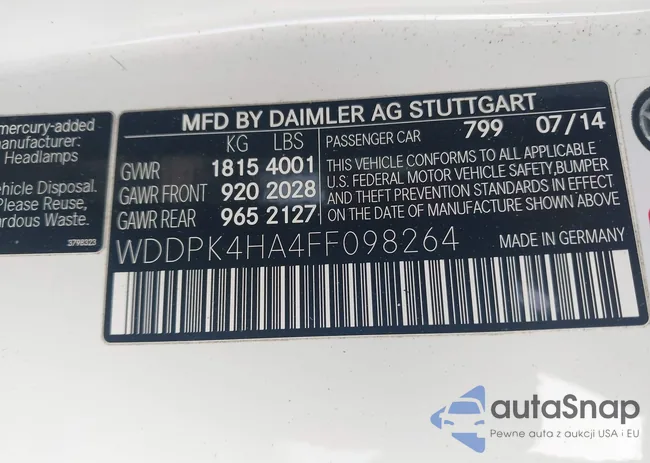 mercury-added
manufacturer:
Headlamps
Vehicle Disposal.
Please Reuse,
Hazardous Waste.
3798323
MFD BY DAIMLER AG STUTTGART
KG LBS
GVWR 1815 4001
GAWR FRONT 920 2028
GAWR REAR 965 2127
PASSENGER CAR 799 07/14
THIS VEHICLE CONFORMS TO ALL APPLICABLE
U.S. FEDERAL MOTOR VEHICLE SAFETY,BUMPER
AND THEFT PREVENTION STANDARDS IN EFFECT
ON THE DATE OF MANUFACTURE SHOWN ABOVE
WDDPK4HA4FF098264 MADE IN GERMANY
autaSnap
Pewne auta z aukcji USA i EU